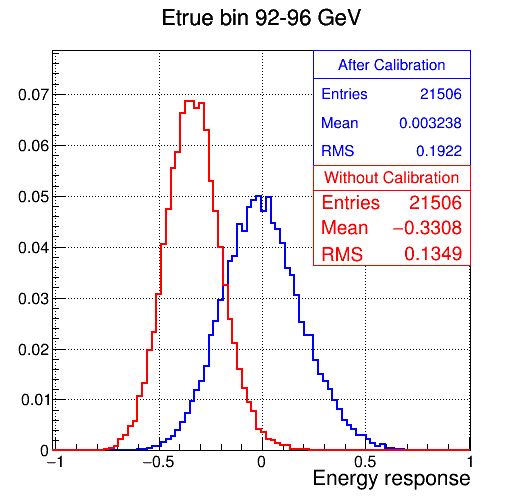 Etrue bin 92-96 GeV
After Calibration
Entries 21506
Mean 0.003238
RMS 0.1922
Without Calibration
Entries 21506
Mean −0.3308
RMS 0.1349
0.07
0.06
0.05
0.04
0.03
0.02
0.01
0
−1 −0.5 0 0.5 1
Energy response